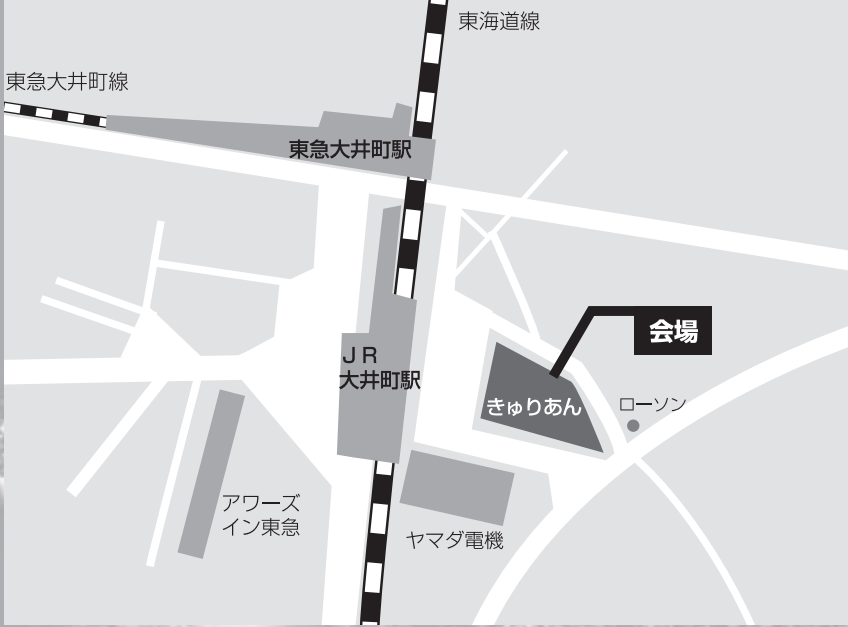 東海道線
東急大井町線
東急大井町駅
会場
ＪＲ
大井町駅
きゅりあん
ローソン
アワーズ
イン東急
ヤマダ電機